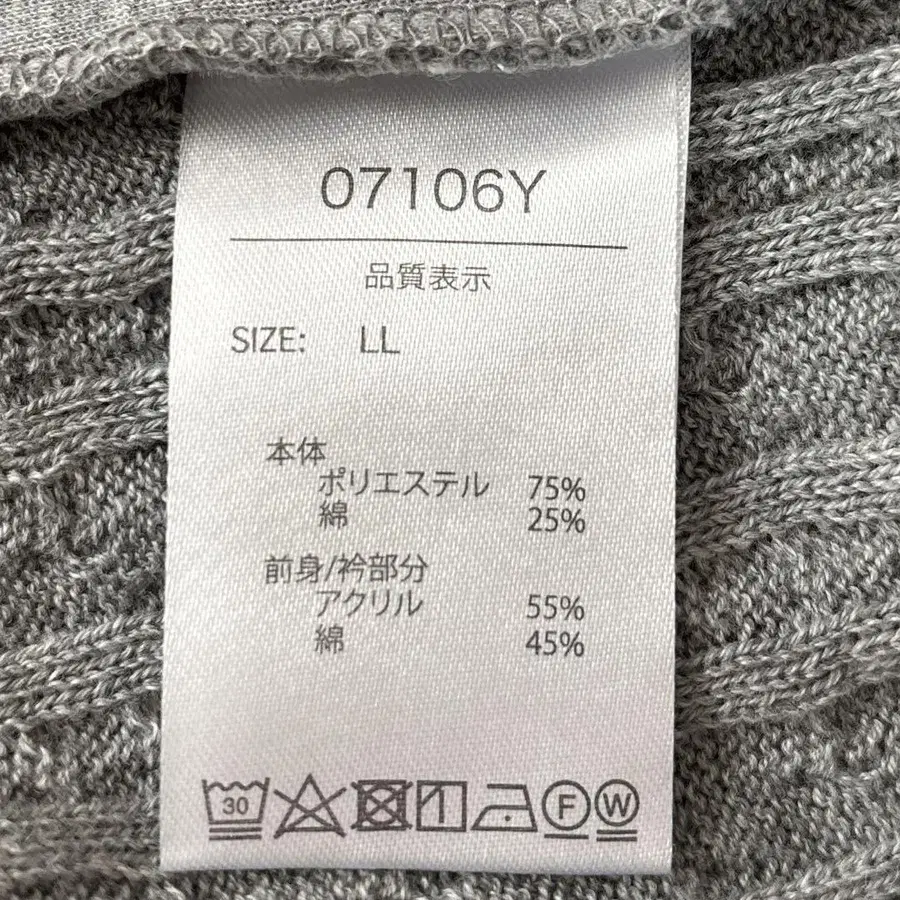 07106Y
品質表示
SIZE: LL
本体
ポリエステル 75%
綿 25%
前身/衿部分
アクリル 55%
綿 45%
30 F W